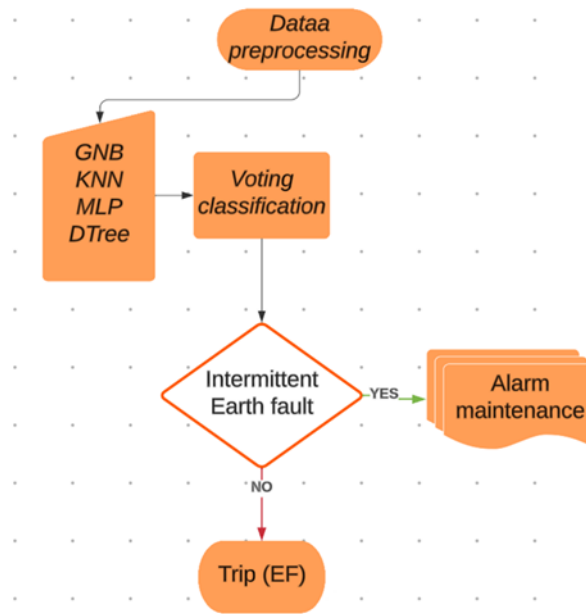 Dataa
preprocessing
GNB
KNN
MLP
DTree
Voting
classification
Intermittent
Earth fault
YES
Alarm
maintenance
NO
Trip (EF)